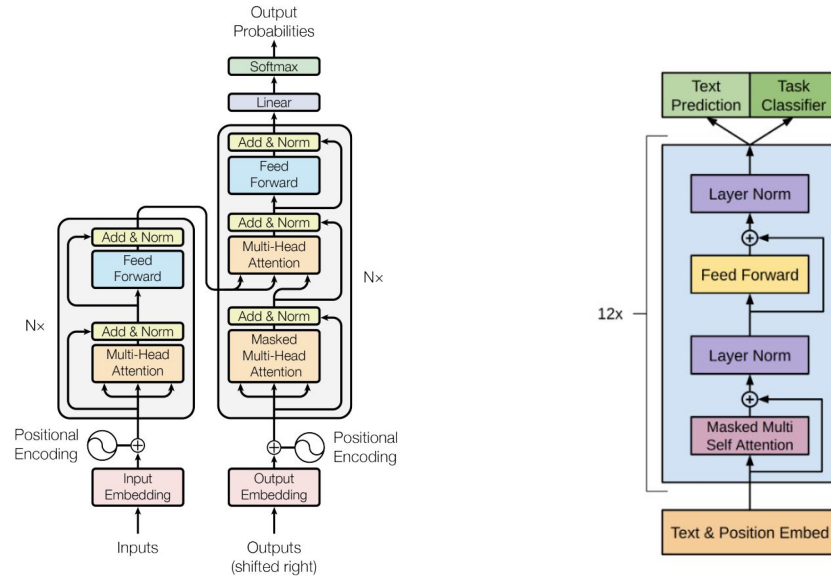 Output
Probabilities
Softmax
Linear
Add & Norm
Feed
Forward
Add & Norm
Multi-Head
Attention
Add & Norm
Masked
Multi-Head
Attention
N×
Positional
Encoding
Output
Embedding
Outputs
(shifted right)
Add & Norm
Feed
Forward
Add & Norm
Multi-Head
Attention
N×
Positional
Encoding
Input
Embedding
Inputs
Text
Prediction
Task
Classifier
Layer Norm
Feed Forward
12x
Layer Norm
Masked Multi
Self Attention
Text & Position Embed